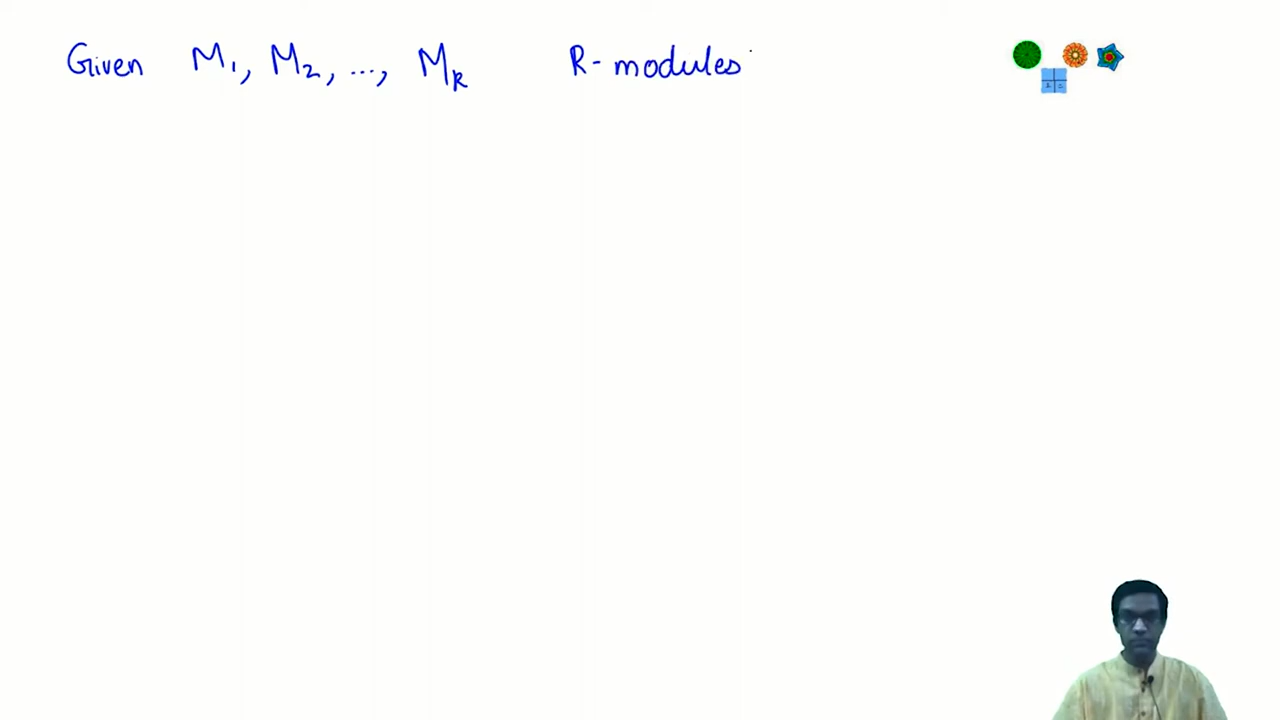 Given M₁, M₂, ..., Mₖ R-modules